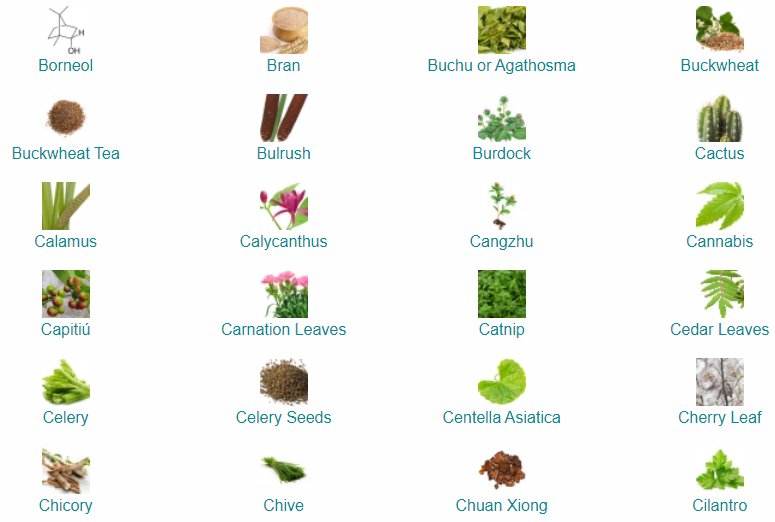 H
OH
Borneol
Bran
Buchu or Agathosma
Buckwheat
Buckwheat Tea
Bulrush
Burdock
Cactus
Calamus
Calycanthus
Cangzhu
Cannabis
Capitiú
Carnation Leaves
Catnip
Cedar Leaves
Celery
Celery Seeds
Centella Asiatica
Cherry Leaf
Chicory
Chive
Chuan Xiong
Cilantro